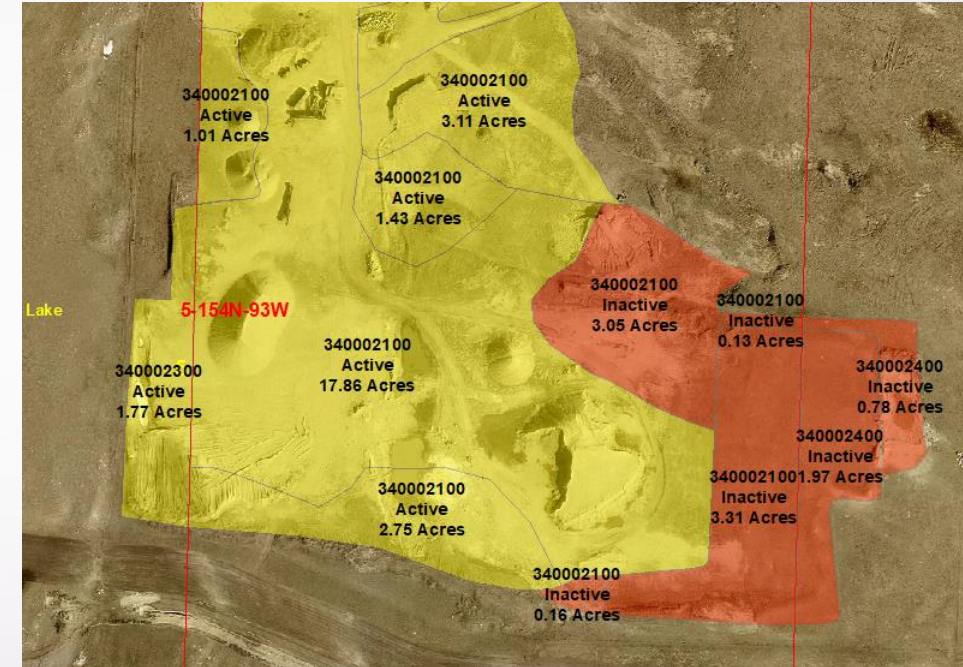 340002100
Active
1.01 Acres
340002100
Active
3.11 Acres
340002100
Active
1.43 Acres
Lake
5-154N-93W
340002100
Inactive
3.05 Acres
340002100
Inactive
0.13 Acres
340002300
Active
1.77 Acres
340002100
Active
17.86 Acres
340002400
Inactive
0.78 Acres
340002400
Inactive
1.97 Acres
340002100
Inactive
3.31 Acres
340002100
Active
2.75 Acres
340002100
Inactive
0.16 Acres